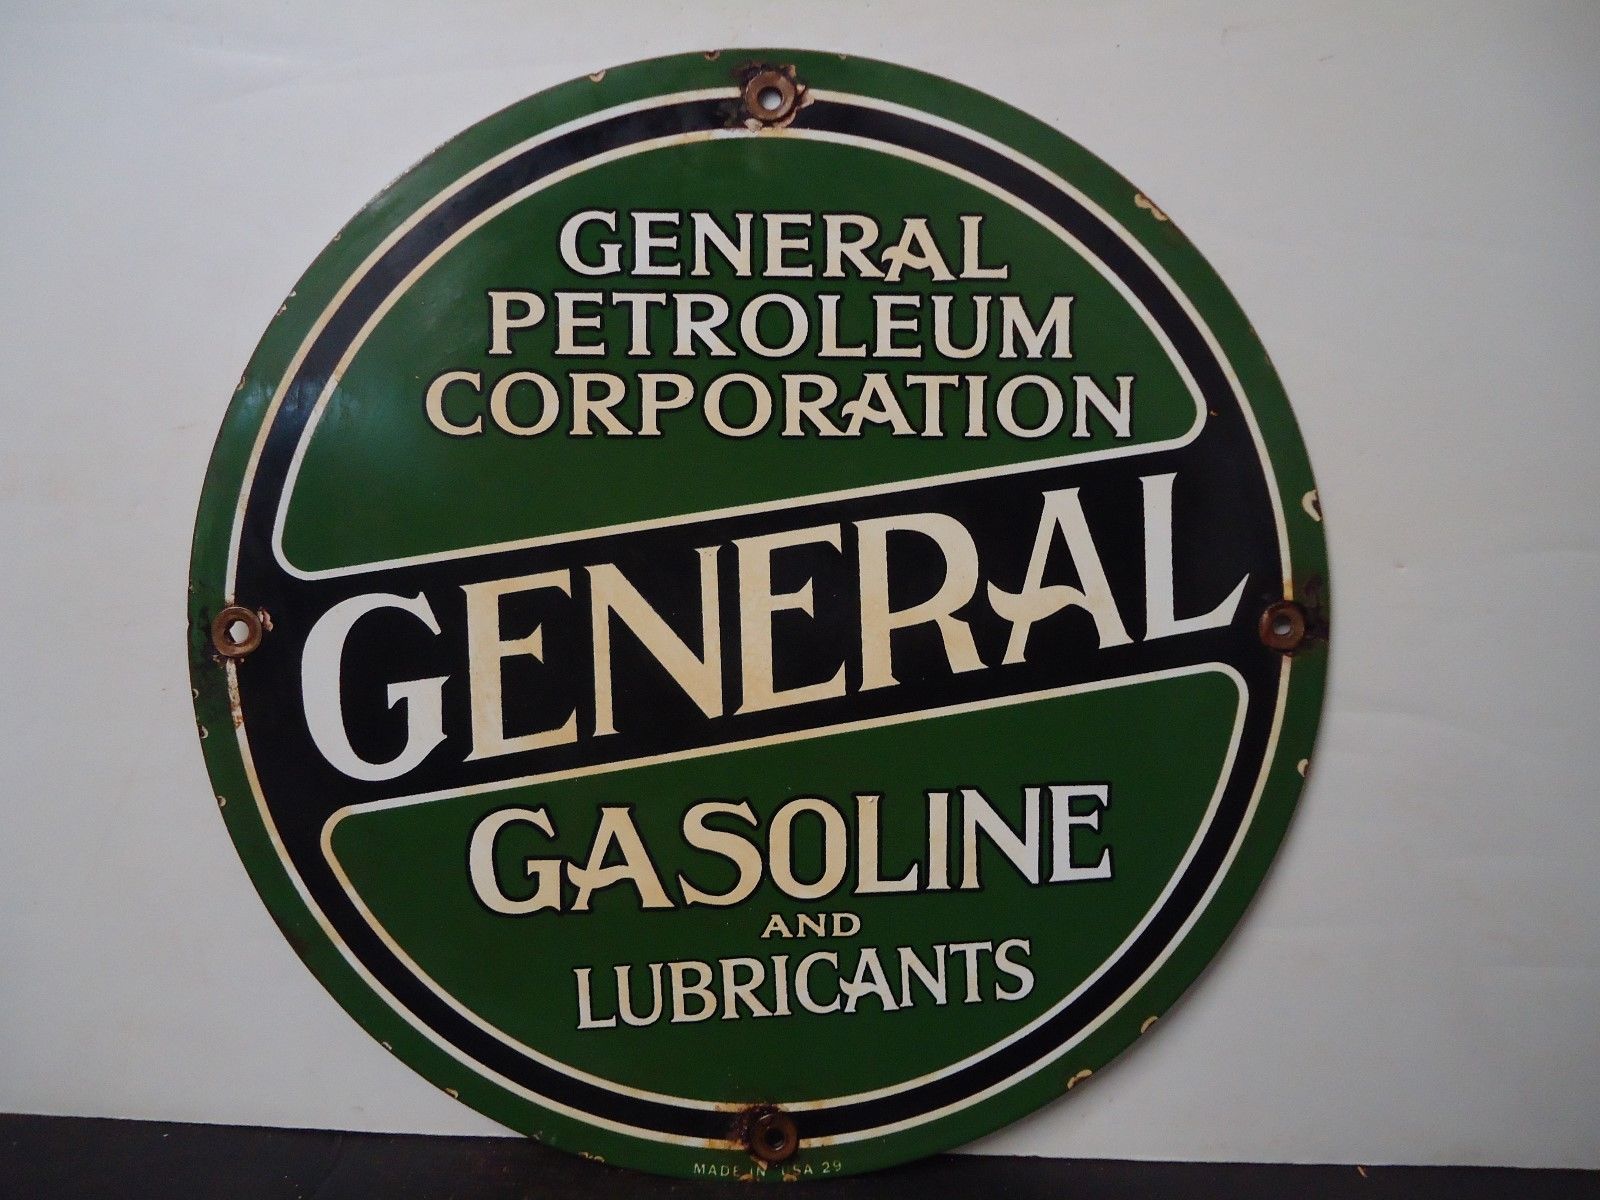 GENERAL
PETROLEUM
CORPORATION
GENERAL
GASOLINE
AND
LUBRICANTS
MADE IN USA 29